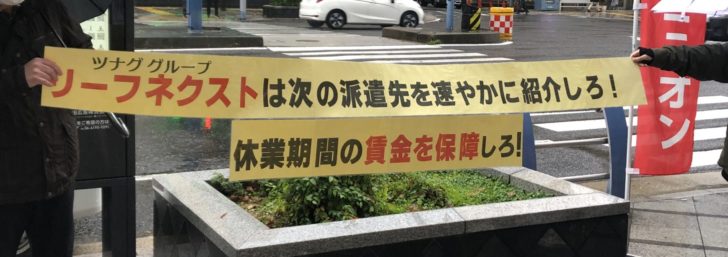 ツナググループ
リーフネクストは次の派遣先を速やかに紹介しろ！
休業期間の賃金を保障しろ！
ニオン